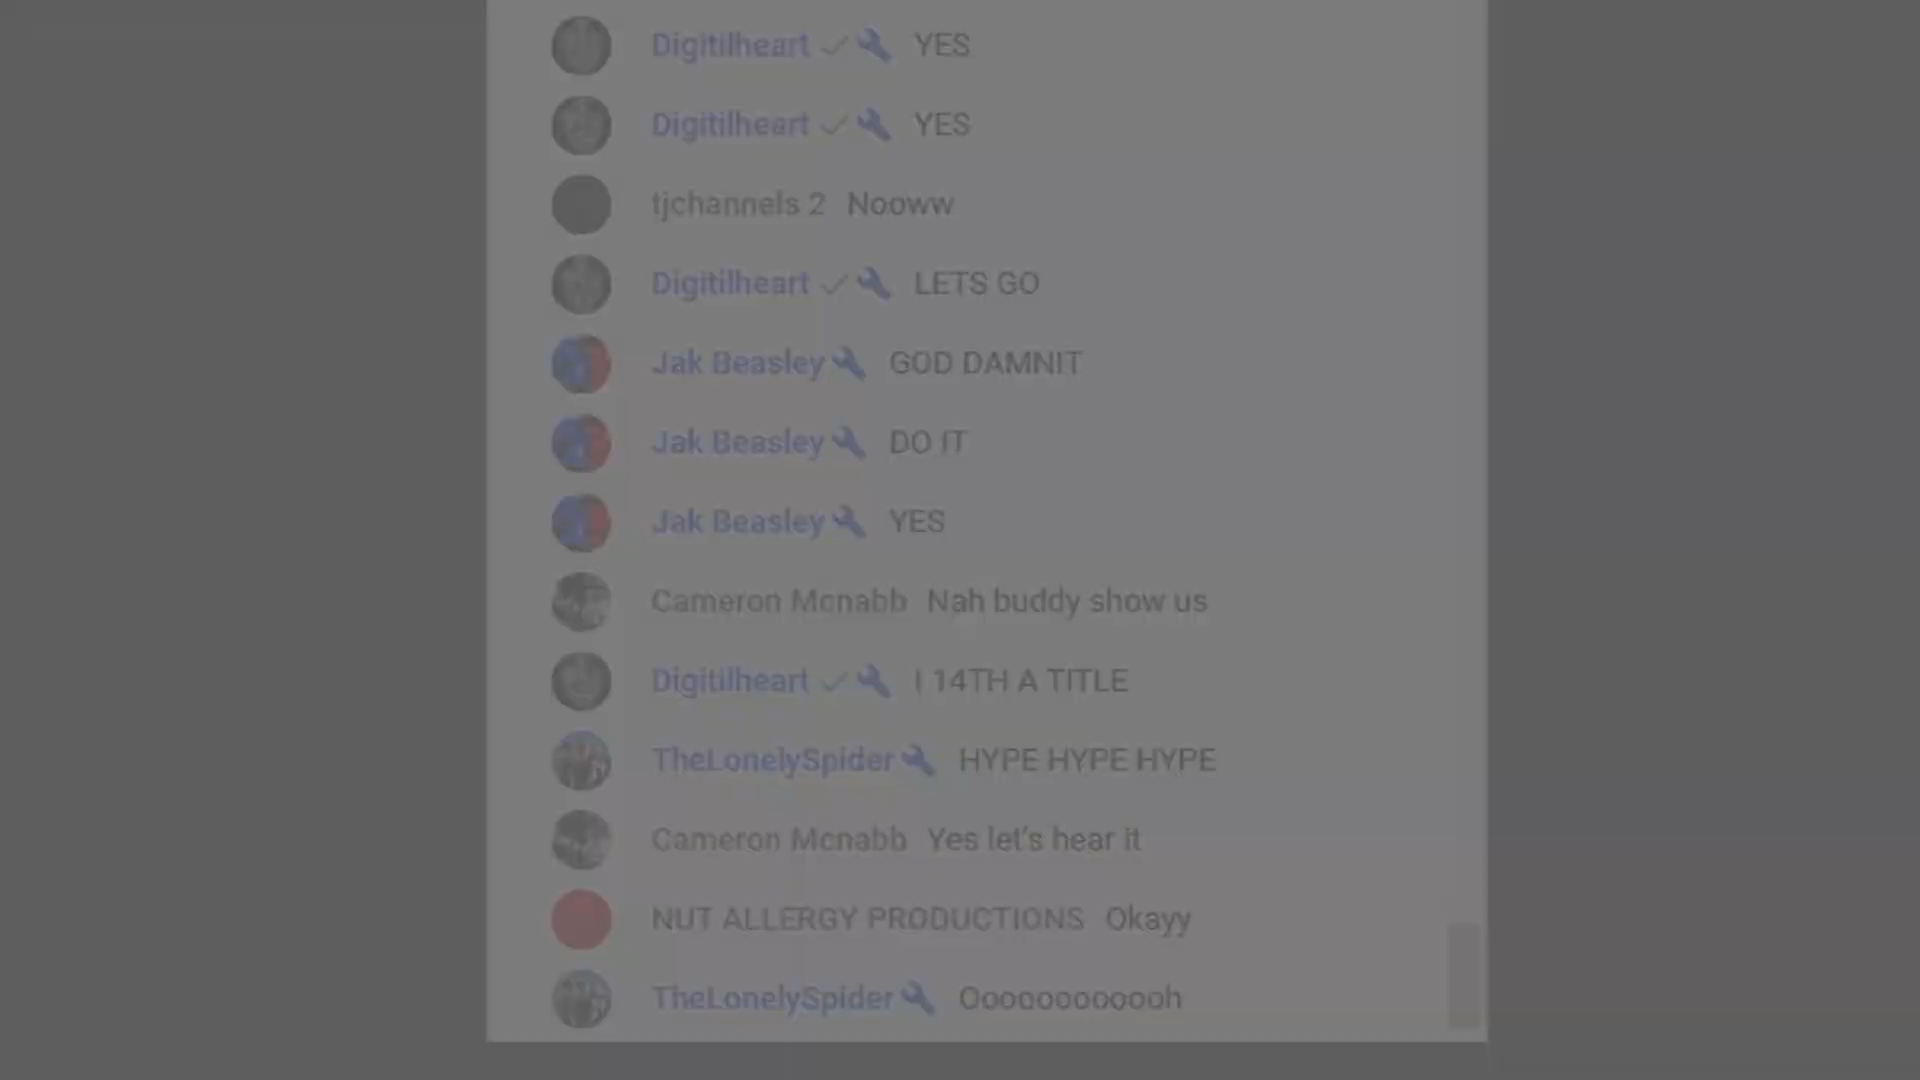 Digitilheart YES
Digitilheart YES
tjchannels 2 Nooww
Digitilheart LETS GO
Jak Beasley GOD DAMNIT
Jak Beasley DO IT
Jak Beasley YES
Cameron Mcnabb Nah buddy show us
Digitilheart I 14TH A TITLE
TheLonelySpider HYPE HYPE HYPE
Cameron Mcnabb Yes let's hear it
NUT ALLERGY PRODUCTIONS Okayy
TheLonelySpider Ooooooooooooh